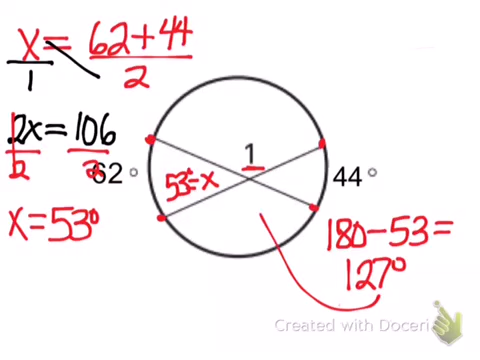 x/1 = 62+44/2
2x = 106
2 2
62°
x = 53°
1
53° = x
44°
180 - 53 =
127°
Created with Doceri